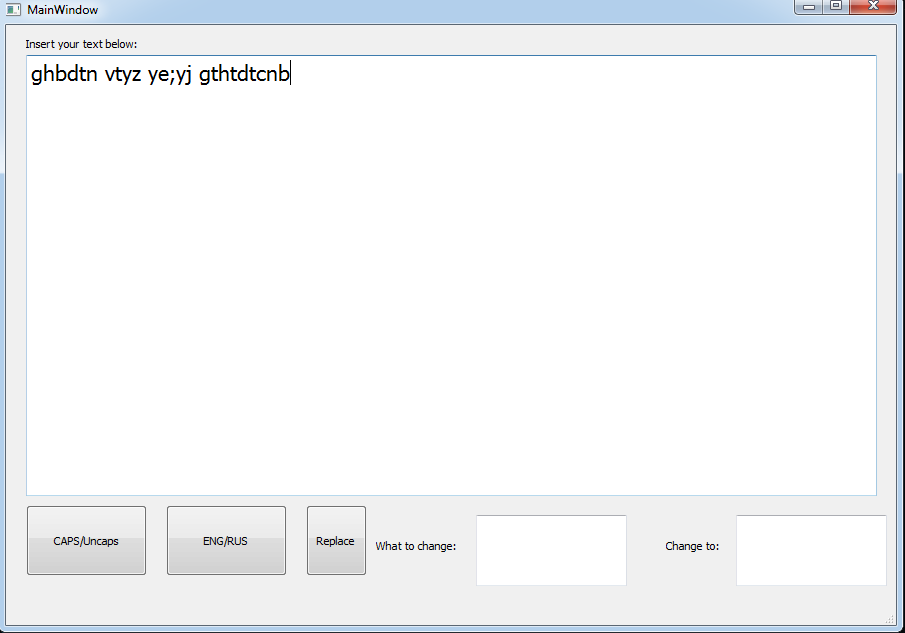 MainWindow
Insert your text below:
ghbdtn vtyz ye;yj gthtdtcnb
CAPS/Uncaps
ENG/RUS
Replace
What to change:
Change to: